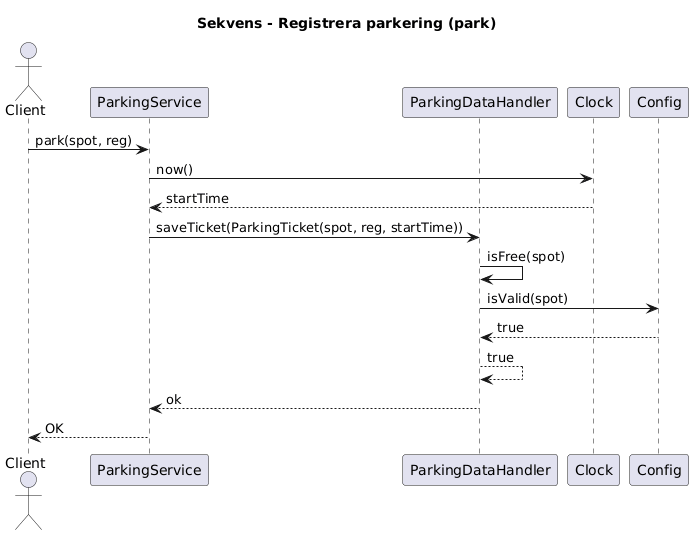 Sekvens - Registrera parkering (park)
Client
ParkingService
ParkingDataHandler
Clock
Config
park(spot, reg)
now()
startTime
saveTicket(ParkingTicket(spot, reg, startTime))
isFree(spot)
isValid(spot)
true
true
ok
OK
Client
ParkingService
ParkingDataHandler
Clock
Config